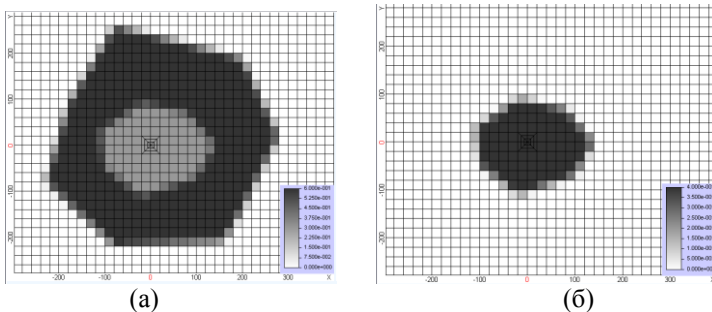 Y
200
100
0
-100
-200
6.000e-001
5.250e-001
4.500e-001
3.750e-001
3.000e-001
2.250e-001
1.500e-001
7.500e-002
0.000e+000
-200 -100 0 100 200 300 X
(а)
Y
200
100
0
-100
-200
4.000e-00
3.500e-00
3.000e-00
2.500e-00
2.000e-00
1.500e-00
1.000e-00
5.000e-00
0.000e+00
-200 -100 0 100 200 300 X
(б)